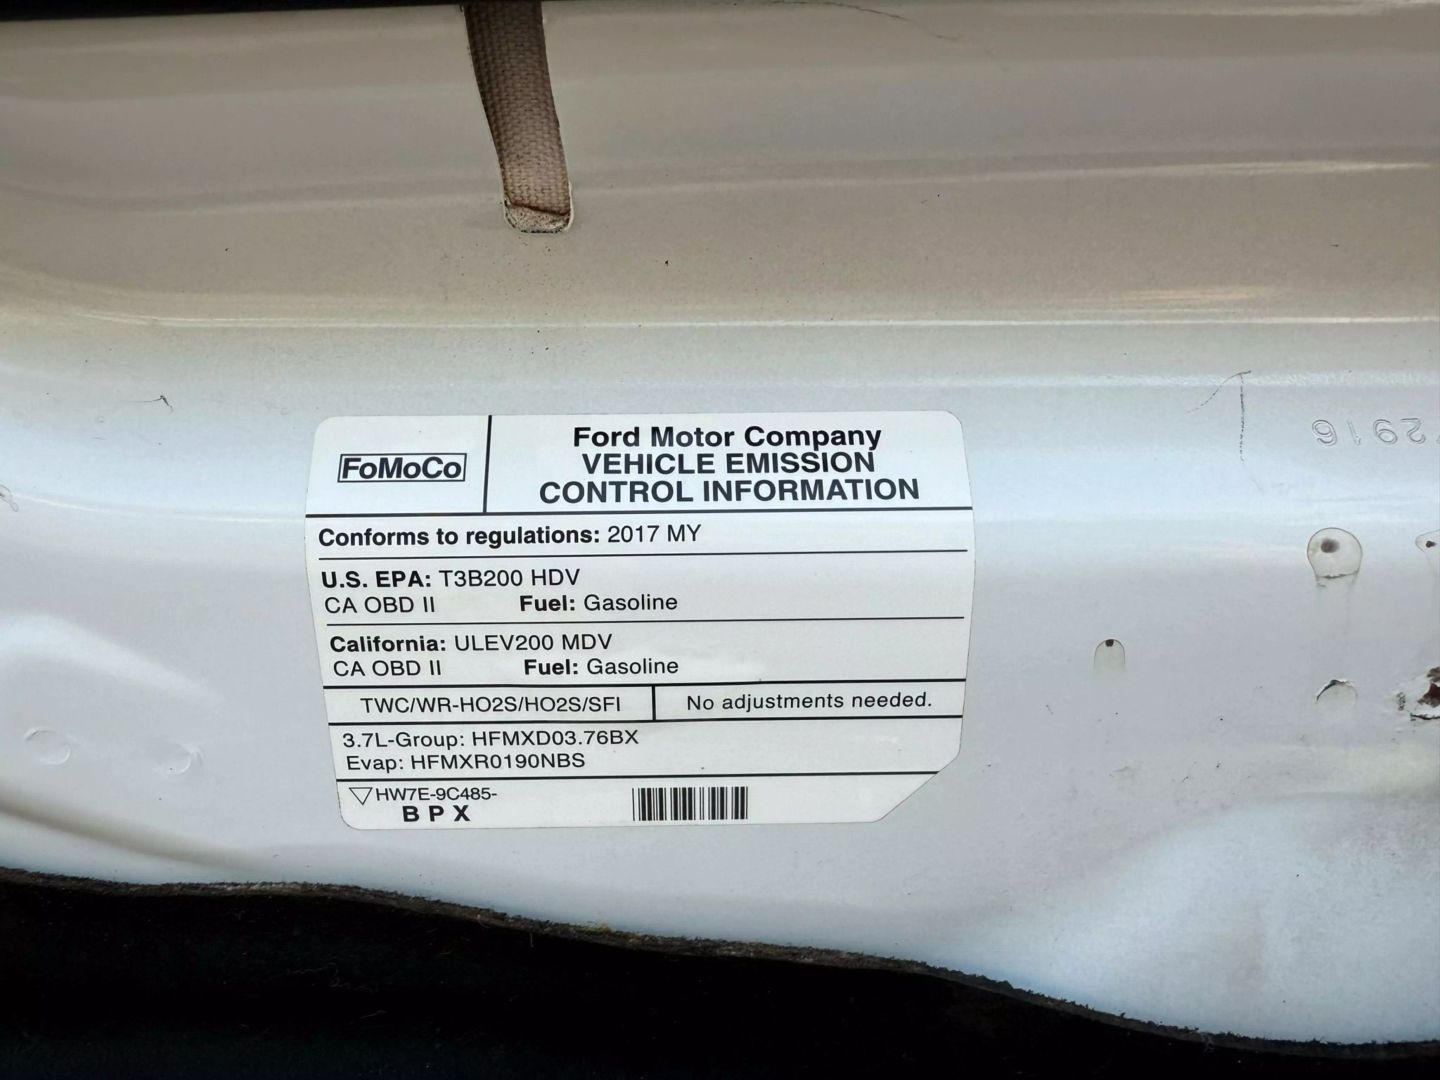 FoMoCo
Ford Motor Company
VEHICLE EMISSION
CONTROL INFORMATION
Conforms to regulations: 2017 MY
U.S. EPA: T3B200 HDV
CA OBD II Fuel: Gasoline
California: ULEV200 MDV
CA OBD II Fuel: Gasoline
TWC/WR-HO2S/HO2S/SFI No adjustments needed.
3.7L-Group: HFMXD03.76BX
Evap: HFMXR0190NBS
HW7E-9C485-
B P X